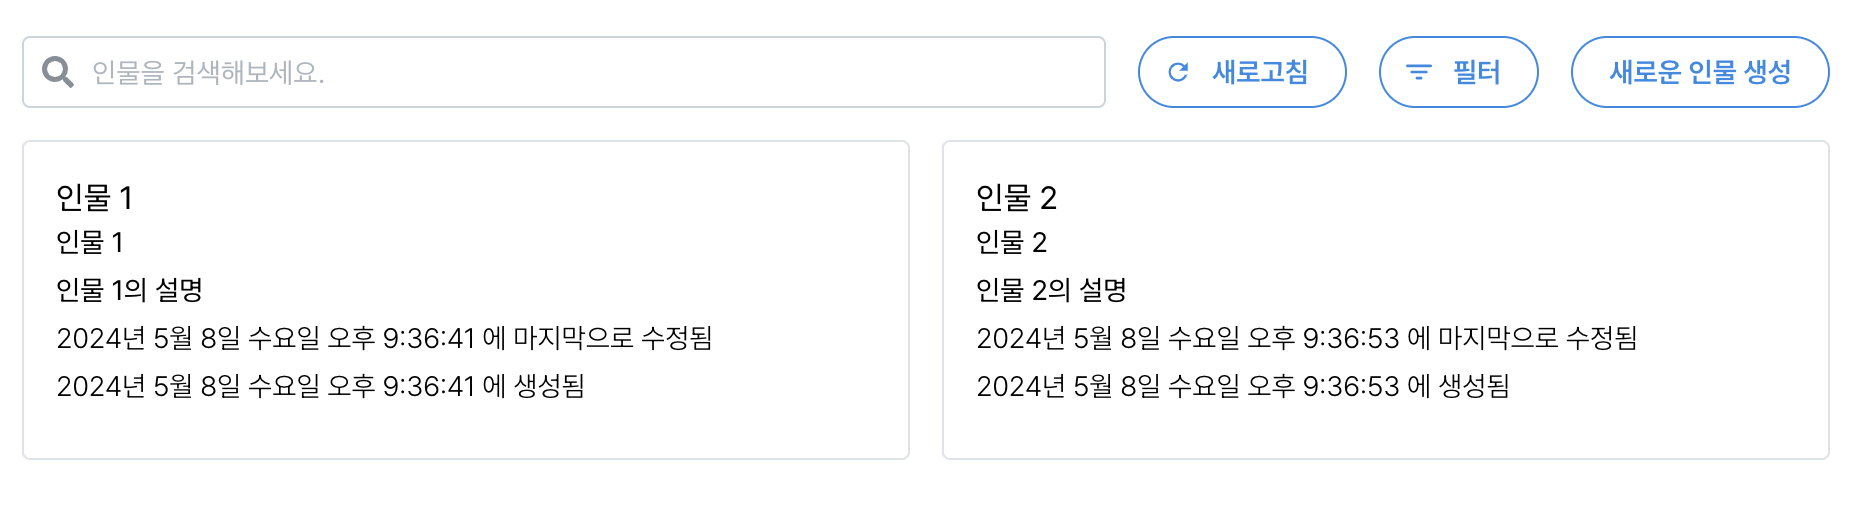 인물을 검색해보세요.
새로고침
필터
새로운 인물 생성
인물 1
인물 1
인물 1의 설명
2024년 5월 8일 수요일 오후 9:36:41 에 마지막으로 수정됨
2024년 5월 8일 수요일 오후 9:36:41 에 생성됨
인물 2
인물 2
인물 2의 설명
2024년 5월 8일 수요일 오후 9:36:53 에 마지막으로 수정됨
2024년 5월 8일 수요일 오후 9:36:53 에 생성됨